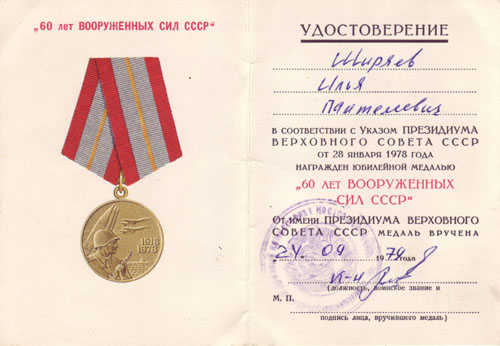 „60 лет ВООРУЖЕННЫХ СИЛ СССР“
1918
1978
УДОСТОВЕРЕНИЕ
Ширяев
Илья
Пантелевич
В СООТВЕТСТВИИ С УКАЗОМ ПРЕЗИДИУМА
ВЕРХОВНОГО СОВЕТА СССР
ОТ 28 ЯНВАРЯ 1978 ГОДА
НАГРАЖДЕН ЮБИЛЕЙНОЙ МЕДАЛЬЮ
„60 ЛЕТ ВООРУЖЕННЫХ
СИЛ СССР“
ОТ ИМЕНИ ПРЕЗИДИУМА ВЕРХОВНОГО
СОВЕТА СССР МЕДАЛЬ ВРУЧЕНА
„24“ 09 1979 года
(должность, воинское звание и
М. П.
подпись лица, вручившего медаль)